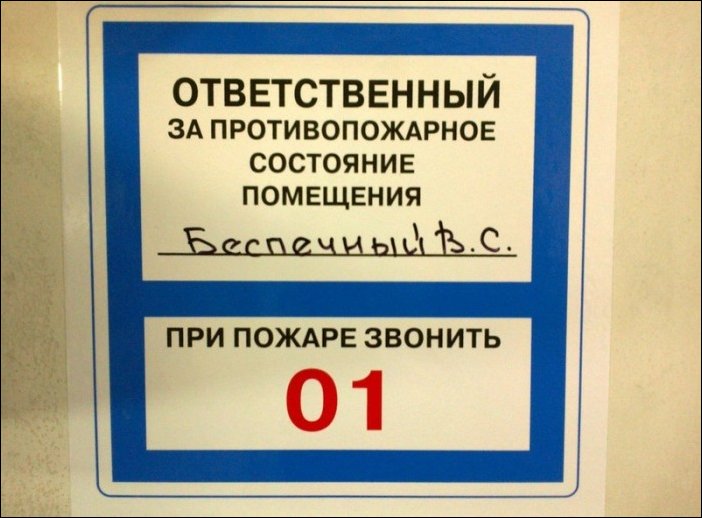 ОТВЕТСТВЕННЫЙ
ЗА ПРОТИВОПОЖАРНОЕ
СОСТОЯНИЕ
ПОМЕЩЕНИЯ
Беспечный В.С.
ПРИ ПОЖАРЕ ЗВОНИТЬ
01